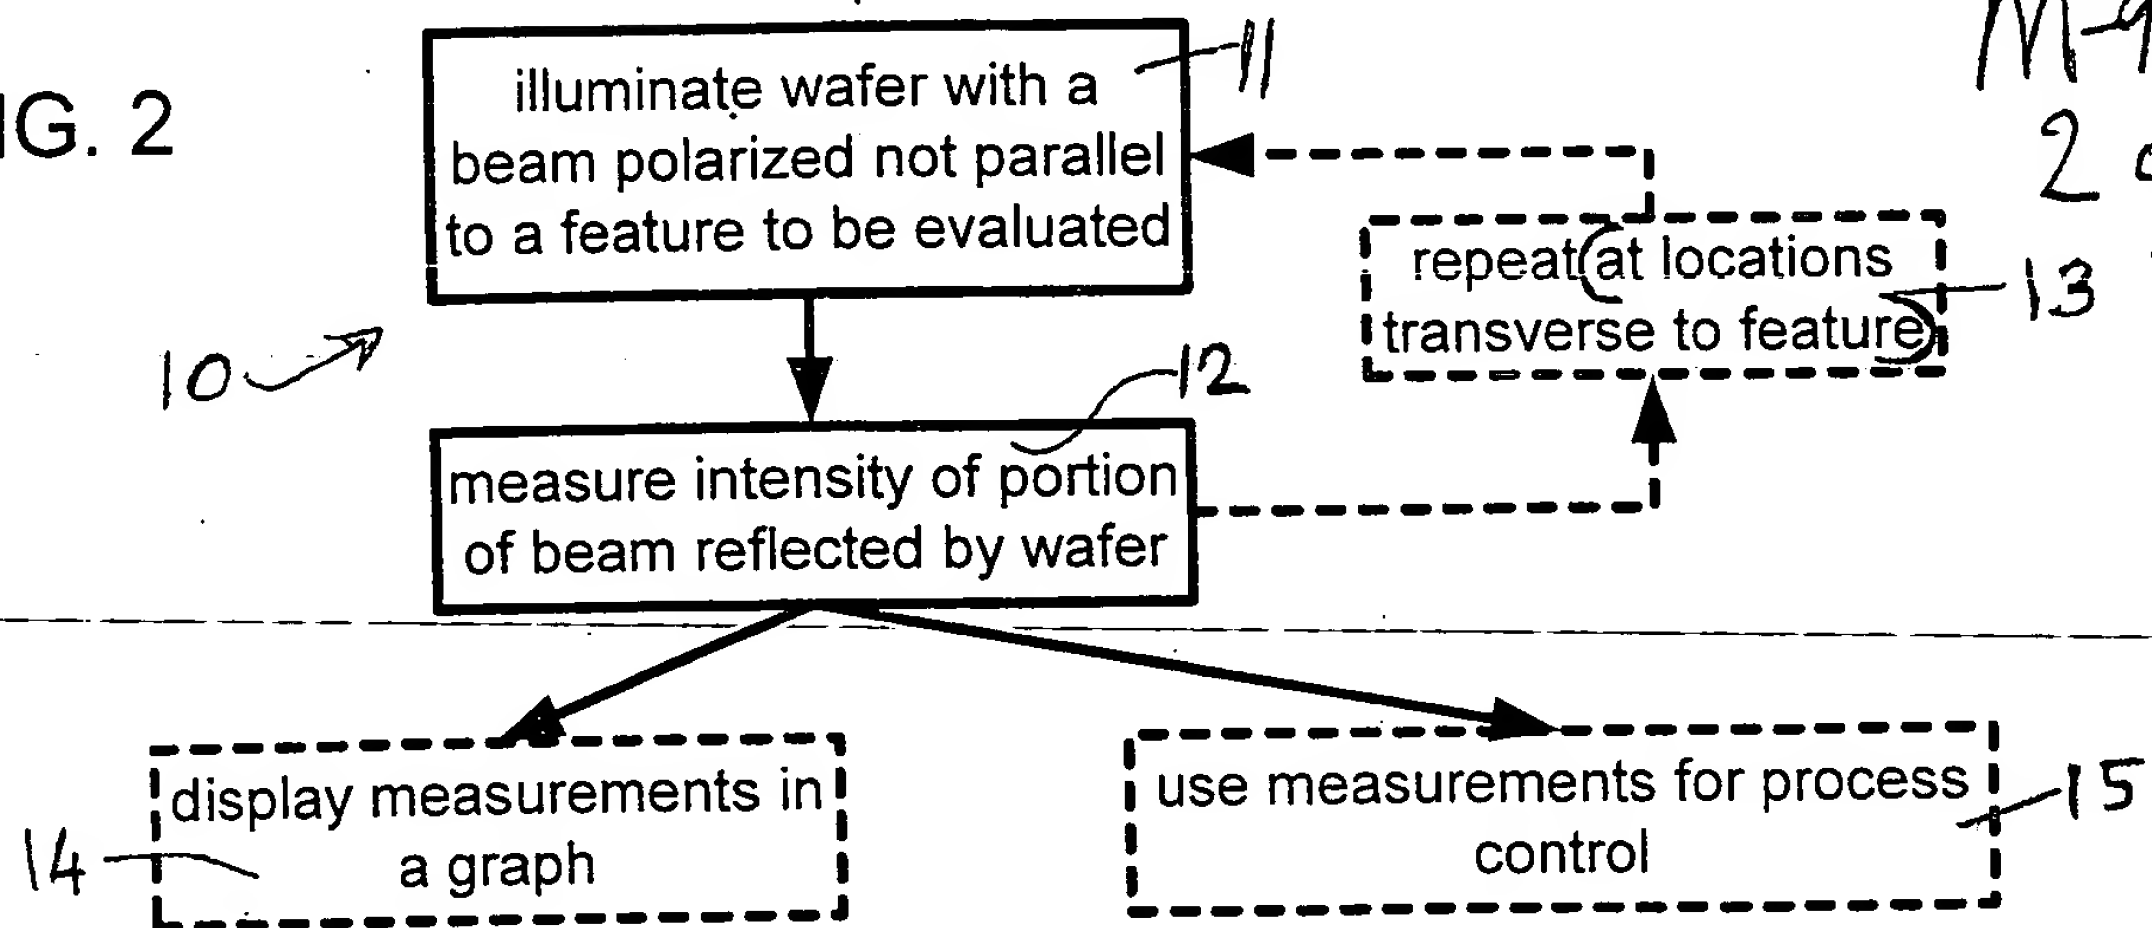 IG. 2
11
illuminate wafer with a
beam polarized not parallel
to a feature to be evaluated
2
repeat (at locations
transverse to feature)
13
10
12
measure intensity of portion
of beam reflected by wafer
display measurements in
a graph
14
use measurements for process
control
15